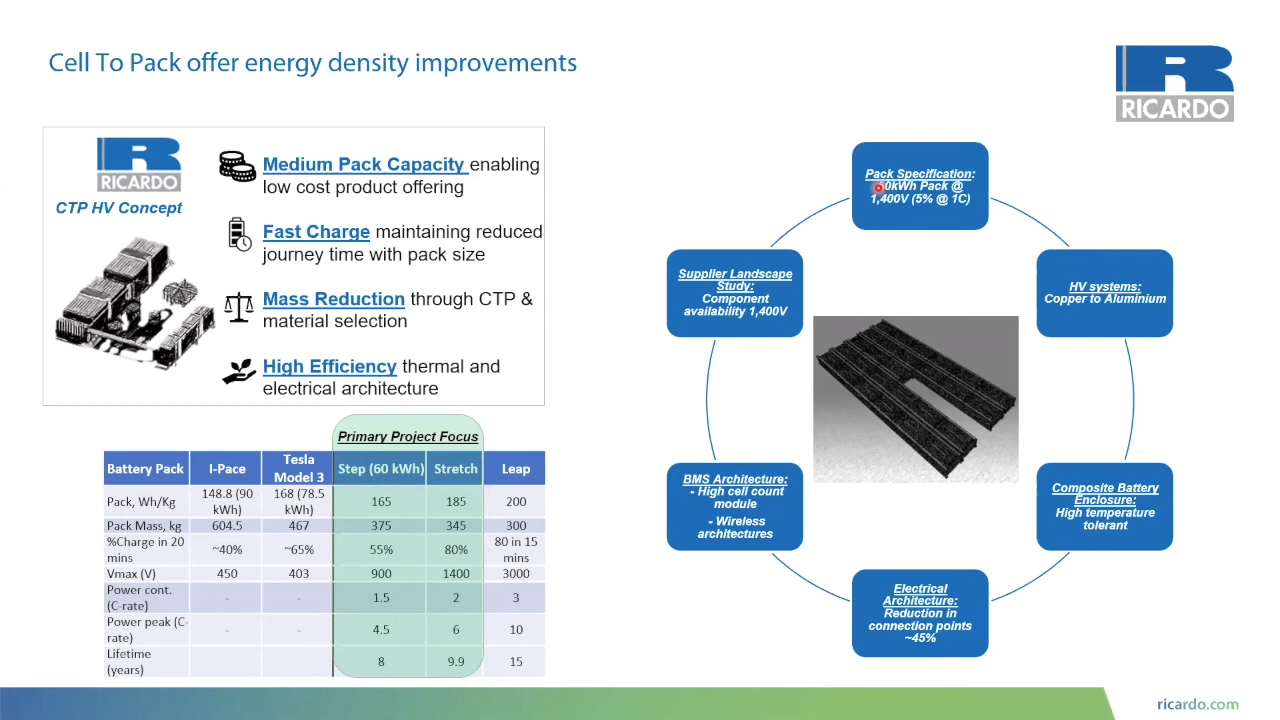 Cell To Pack offer energy density improvements
RICARDO
RICARDO
CTP HV Concept
Medium Pack Capacity enabling
low cost product offering
Fast Charge maintaining reduced
journey time with pack size
Mass Reduction through CTP &
material selection
High Efficiency thermal and
electrical architecture
Primary Project Focus
Battery Pack I-Pace Tesla Model 3 Step (60 kWh) Stretch Leap
Pack, Wh/Kg 148.8 (90 kWh) 168 (78.5 kWh) 165 185 200
Pack Mass, kg 604.5 467 375 345 300
%Charge in 20 mins ~40% ~65% 55% 80% 80 in 15 mins
Vmax (V) 450 403 900 1400 3000
Power cont. (C-rate) - - 1.5 2 3
Power peak (C-rate) - - 4.5 6 10
Lifetime (years) 8 9.9 15
Pack Specification:
Pack @
1,400V (5% @ 1C)
HV systems:
Copper to Aluminium
Composite Battery
Enclosure:
High temperature
tolerant
Electrical
Architecture:
Reduction in
connection points
~45%
BMS Architecture:
- High cell count
module
- Wireless
architectures
Supplier Landscape
Study:
Component
availability 1,400V
ricardo.com